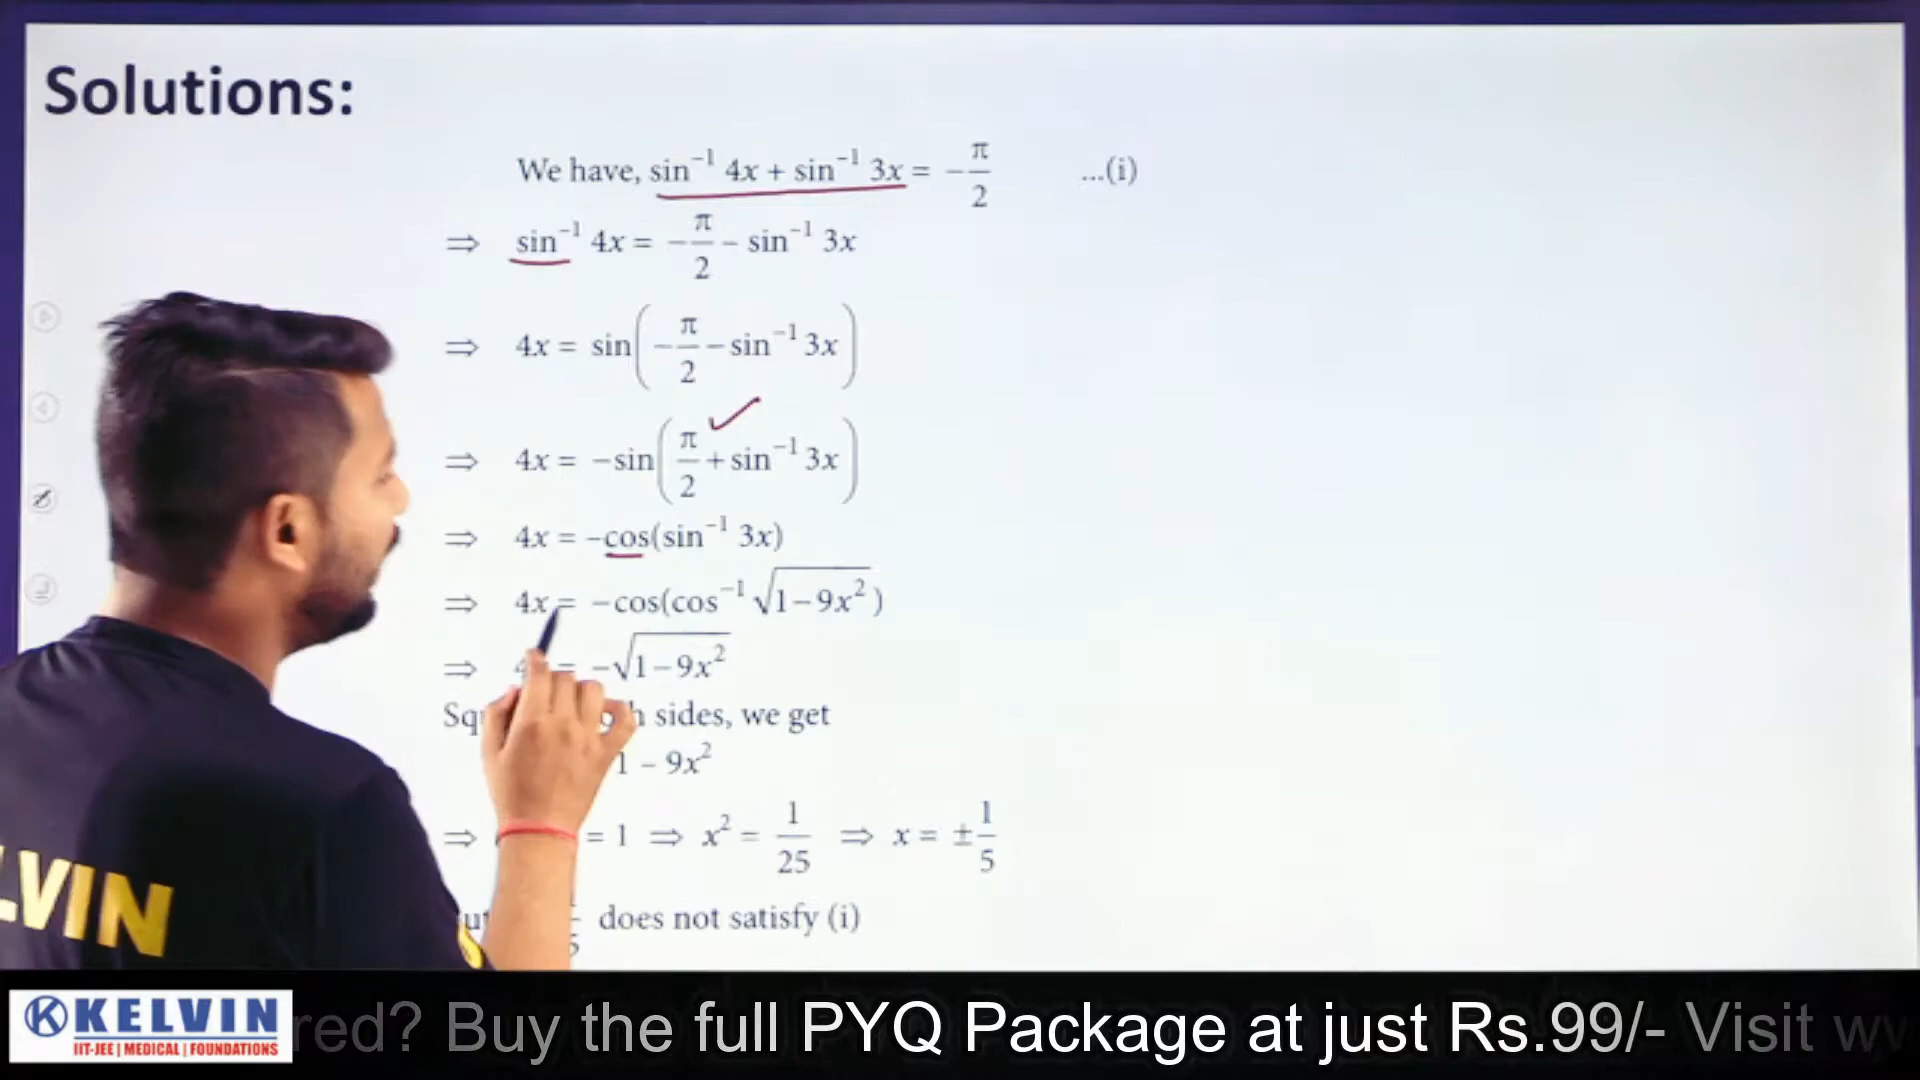 Solutions:
We have, sin⁻¹ 4x + sin⁻¹ 3x = -π/2 ...(i)
⇒ sin⁻¹ 4x = -π/2 - sin⁻¹ 3x
⇒ 4x = sin(-π/2 - sin⁻¹ 3x)
⇒ 4x = -sin(π/2 + sin⁻¹ 3x)
⇒ 4x = -cos(sin⁻¹ 3x)
⇒ 4x = -cos(cos⁻¹ √(1-9x²))
⇒ = -√(1-9x²)
sides, we get
1 - 9x²
⇒ = 1 ⇒ x² = 1/25 ⇒ x = ±1/5
does not satisfy (i)
LVIN
KELVIN
IIT-JEE | MEDICAL | FOUNDATIONS
red? Buy the full PYQ Package at just Rs.99/- Visit